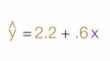 ŷ = 2.2 + .6x